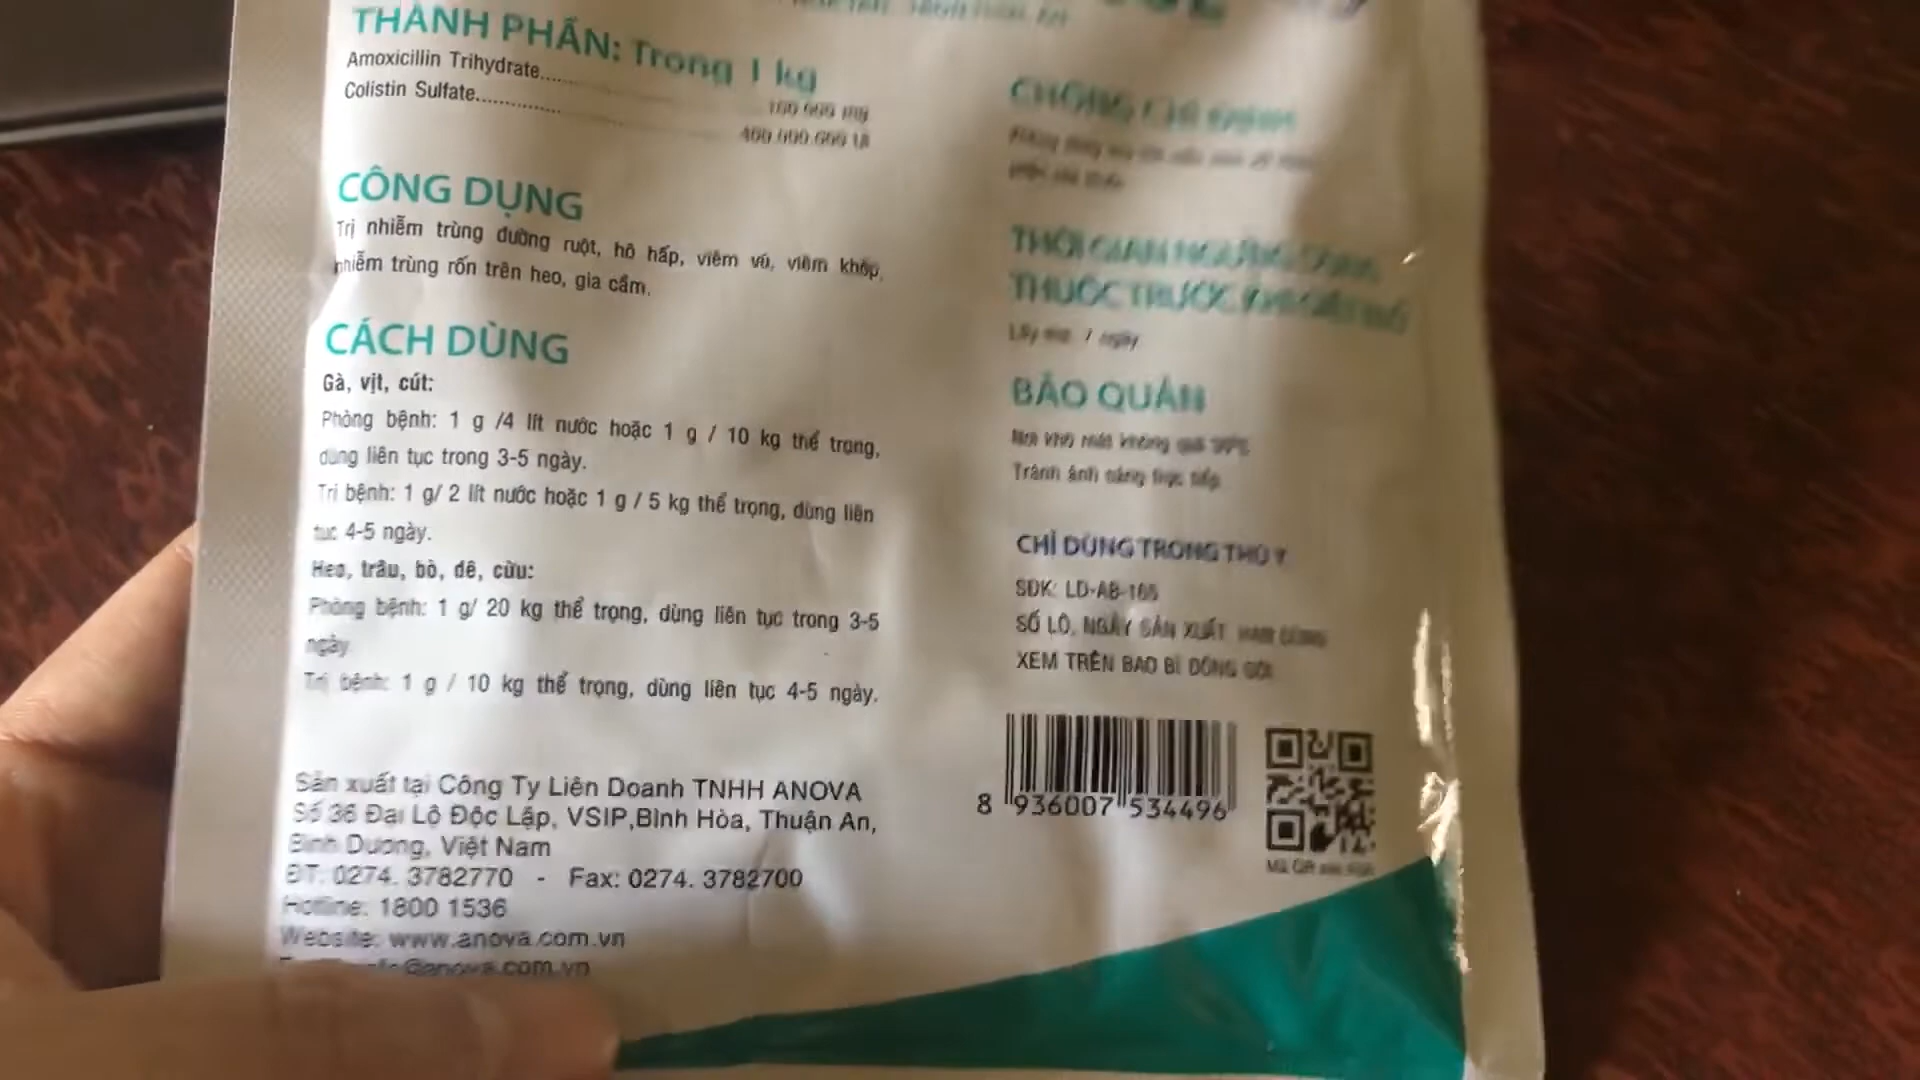 THÀNH PHẦN: Trong 1 kg
Amoxicillin Trihydrate..............
Colistin Sulfate..............
CÔNG DỤNG
Trị nhiễm trùng đường ruột, hô hấp, viêm vú, viêm khớp,
nhiễm trùng rốn trên heo, gia cầm.
CÁCH DÙNG
Gà, vịt, cút:
Phòng bệnh: 1 g /4 lít nước hoặc 1 g / 10 kg thể trọng,
dùng liên tục trong 3-5 ngày.
Trị bệnh: 1 g/ 2 lít nước hoặc 1 g / 5 kg thể trọng, dùng liên
tục 4-5 ngày.
Heo, trâu, bò, dê, cừu:
Phòng bệnh: 1 g/ 20 kg thể trọng, dùng liên tục trong 3-5
ngày
Trị bệnh: 1 g / 10 kg thể trọng, dùng liên tục 4-5 ngày.
Sản xuất tại Công Ty Liên Doanh TNHH ANOVA
Số 36 Đại Lộ Độc Lập, VSIP,Bình Hòa, Thuận An,
Bình Dương, Việt Nam
ĐT: 0274. 3782770 - Fax: 0274. 3782700
Hotline: 1800 1536
Website: www.anova.com.vn
@anova.com.vn
CHỐNG CHỈ ĐỊNH
THỜI GIAN NGƯNG DÙNG
THUỐC TRƯỚC KHI GIẾT MỔ
BẢO QUẢN
Nơi khô mát không quá
Tránh ánh sáng trực tiếp
CHỈ DÙNG TRONG THÚ Y
SĐK: LD-AB-165
SỐ LÔ, NGÀY SẢN XUẤT, HẠN DÙNG
XEM TRÊN BAO BÌ ĐÓNG GÓI
8 936007 534496